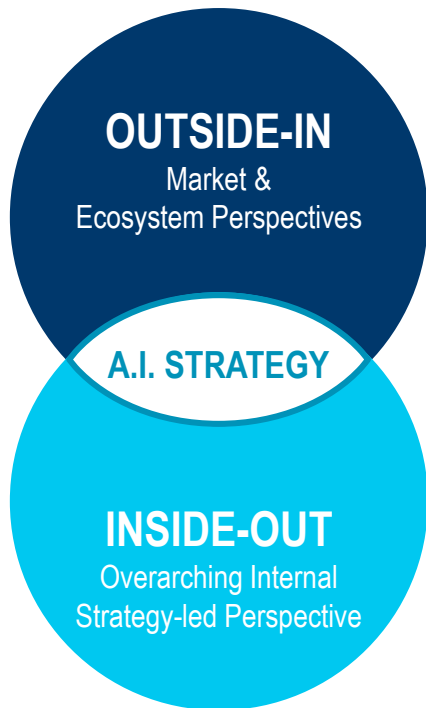 OUTSIDE-IN
Market &
Ecosystem Perspectives
A.I. STRATEGY
INSIDE-OUT
Overarching Internal
Strategy-led Perspective